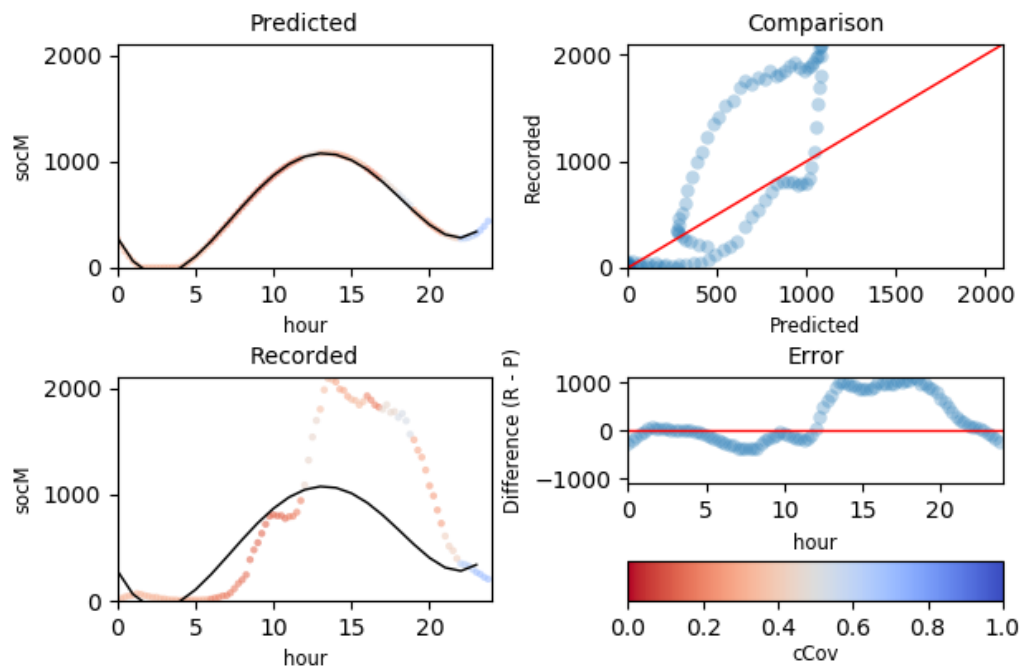 Predicted
2000
1000
0
socM
0 5 10 15 20
hour
Comparison
2000
1000
0
Recorded
0 500 1000 1500 2000
Predicted
Recorded
2000
1000
0
socM
0 5 10 15 20
hour
Error
1000
0
−1000
Difference (R - P)
0 5 10 15 20
hour
0.0 0.2 0.4 0.6 0.8 1.0
cCov